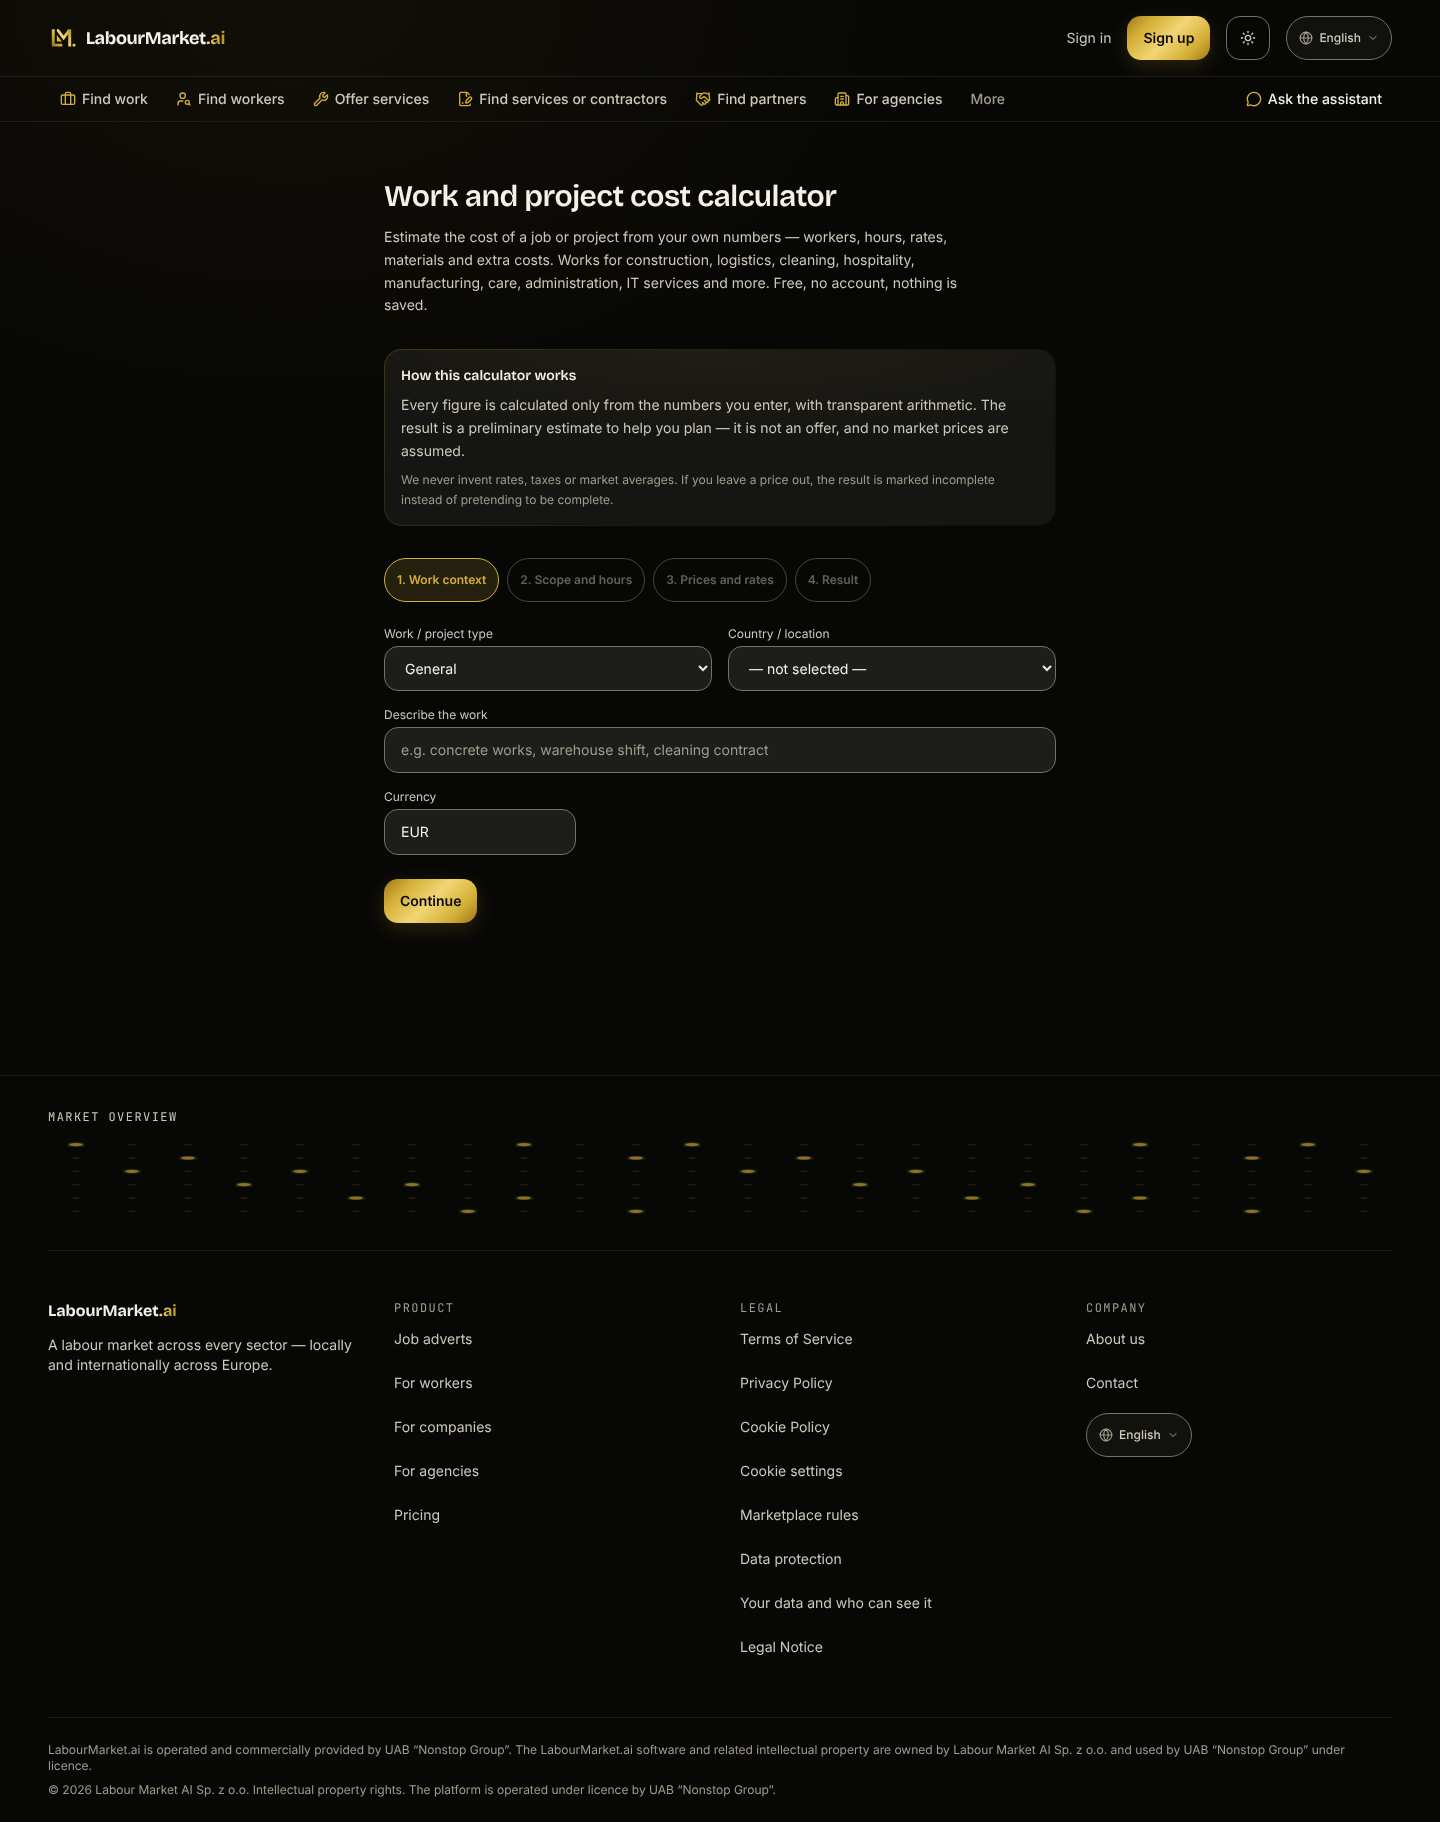 LabourMarket.ai
Sign in
Sign up
English
Find work
Find workers
Offer services
Find services or contractors
Find partners
For agencies
More
Ask the assistant
Work and project cost calculator
Estimate the cost of a job or project from your own numbers — workers, hours, rates,
materials and extra costs. Works for construction, logistics, cleaning, hospitality,
manufacturing, care, administration, IT services and more. Free, no account, nothing is
saved.
How this calculator works
Every figure is calculated only from the numbers you enter, with transparent arithmetic. The
result is a preliminary estimate to help you plan — it is not an offer, and no market prices are
assumed.
We never invent rates, taxes or market averages. If you leave a price out, the result is marked incomplete
instead of pretending to be complete.
1. Work context
2. Scope and hours
3. Prices and rates
4. Result
Work / project type
Country / location
General
— not selected —
Describe the work
e.g. concrete works, warehouse shift, cleaning contract
Currency
EUR
Continue
MARKET OVERVIEW
LabourMarket.ai
A labour market across every sector — locally
and internationally across Europe.
PRODUCT
Job adverts
For workers
For companies
For agencies
Pricing
LEGAL
Terms of Service
Privacy Policy
Cookie Policy
Cookie settings
Marketplace rules
Data protection
Your data and who can see it
Legal Notice
COMPANY
About us
Contact
English
LabourMarket.ai is operated and commercially provided by UAB “Nonstop Group”. The LabourMarket.ai software and related intellectual property are owned by Labour Market AI Sp. z o.o. and used by UAB “Nonstop Group” under
licence.
© 2026 Labour Market AI Sp. z o.o. Intellectual property rights. The platform is operated under licence by UAB “Nonstop Group”.